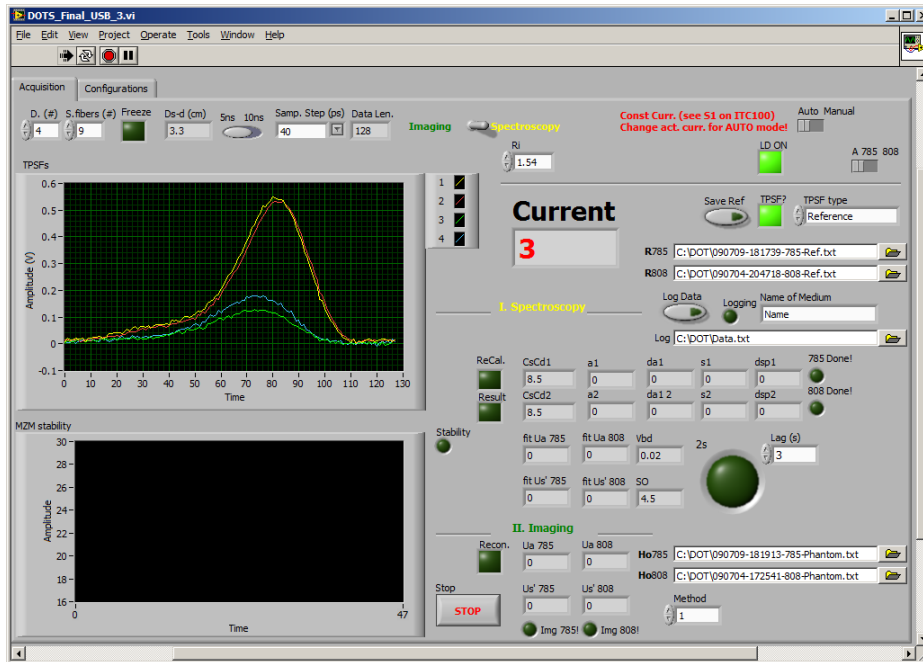 DOTS_Final_USB_3.vi
File Edit View Project Operate Tools Window Help
Acquisition Configurations
D. (#) S.fibers (#) Freeze Ds-d (cm) 5ns 10ns Samp. Step (ps) Data Len.
4 9 3.3 40 128
Imaging Spectroscopy
Const Curr. (see S1 on ITC100)
Change act. curr. for AUTO mode!
Auto Manual
Ri
1.54
LD ON
A 785 808
TPSFs
Amplitude (V)
0.6
0.5
0.4
0.3
0.2
0.1
0
-0.1
0 10 20 30 40 50 60 70 80 90 100 110 120 130
Time
1
2
3
4
Current
3
Save Ref TPSF? TPSF type
Reference
R785 C:\DOT\090709-181739-785-Ref.txt
R808 C:\DOT\090704-204718-808-Ref.txt
I. Spectroscopy
Log Data Logging Name of Medium
Name
Log C:\DOT\Data.txt
ReCal. CsCd1 a1 da1 s1 dsp1 785 Done!
8.5 0 0 0 0
Result CsCd2 a2 da1 2 s2 dsp2 808 Done!
8.5 0 0 0 0
Stability
fit Ua 785 fit Ua 808 Vbd 2s Lag (s)
0 0 0.02 3
fit Us' 785 fit Us' 808 SO
0 0 4.5
MZM stability
Amplitude
30
28
26
24
22
20
18
16
0 47
Time
II. Imaging
Recon. Ua 785 Ua 808
0 0
Ho785 C:\DOT\090709-181913-785-Phantom.txt
Ho808 C:\DOT\090704-172541-808-Phantom.txt
Stop Us' 785 Us' 808 Method
STOP 0 0 1
Img 785! Img 808!